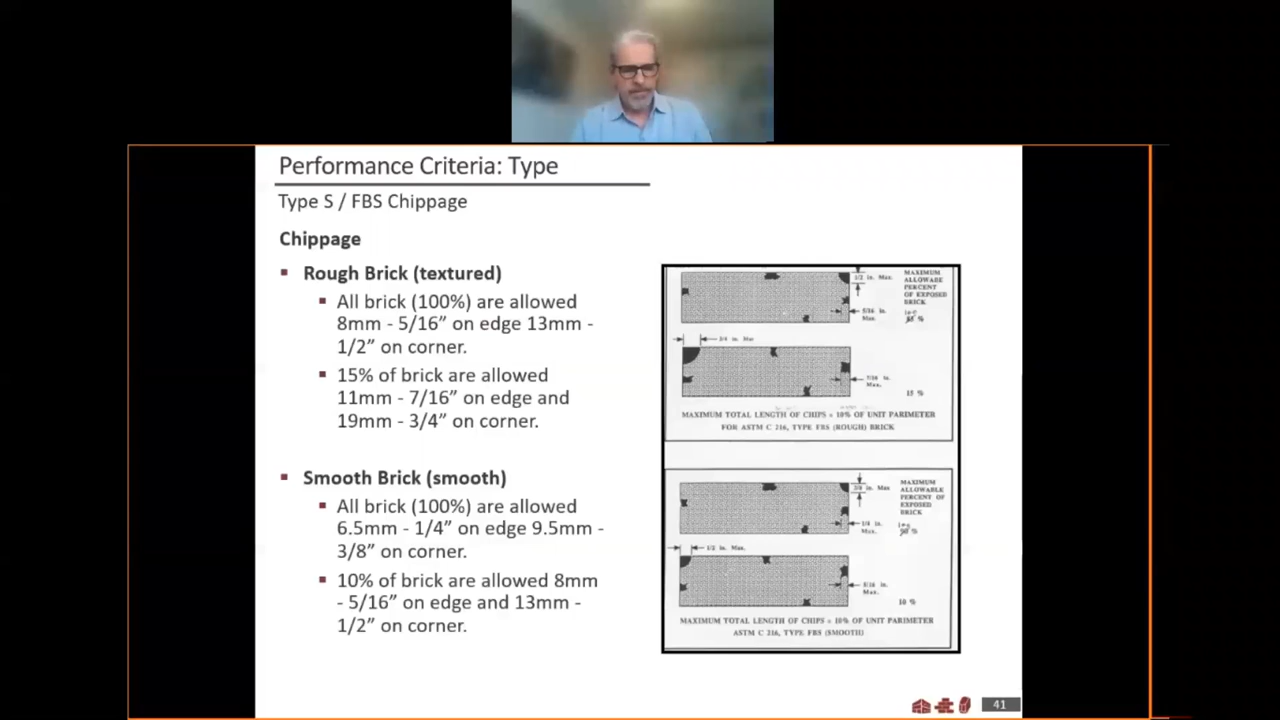 Performance Criteria: Type
Type S / FBS Chippage
Chippage
Rough Brick (textured)
All brick (100%) are allowed
8mm - 5/16” on edge 13mm -
1/2” on corner.
15% of brick are allowed
11mm - 7/16” on edge and
19mm - 3/4” on corner.
Smooth Brick (smooth)
All brick (100%) are allowed
6.5mm - 1/4” on edge 9.5mm -
3/8” on corner.
10% of brick are allowed 8mm
- 5/16” on edge and 13mm -
1/2” on corner.
1/2 in. Max.
MAXIMUM
ALLOWABLE
PERCENT
OF EXPOSED
BRICK
5/16 in.
Max.
3/4 in. Max
7/16 in.
Max.
15 %
MAXIMUM TOTAL LENGTH OF CHIPS = 10% OF UNIT PARIMETER
FOR ASTM C 216, TYPE FBS (ROUGH) BRICK
3/8 in. Max
MAXIMUM
ALLOWABLE
PERCENT OF
EXPOSED
BRICK
1/4 in.
Max.
1/2 in. Max.
5/16 in.
Max.
10 %
MAXIMUM TOTAL LENGTH OF CHIPS = 10% OF UNIT PARIMETER
ASTM C 216, TYPE FBS (SMOOTH)
41